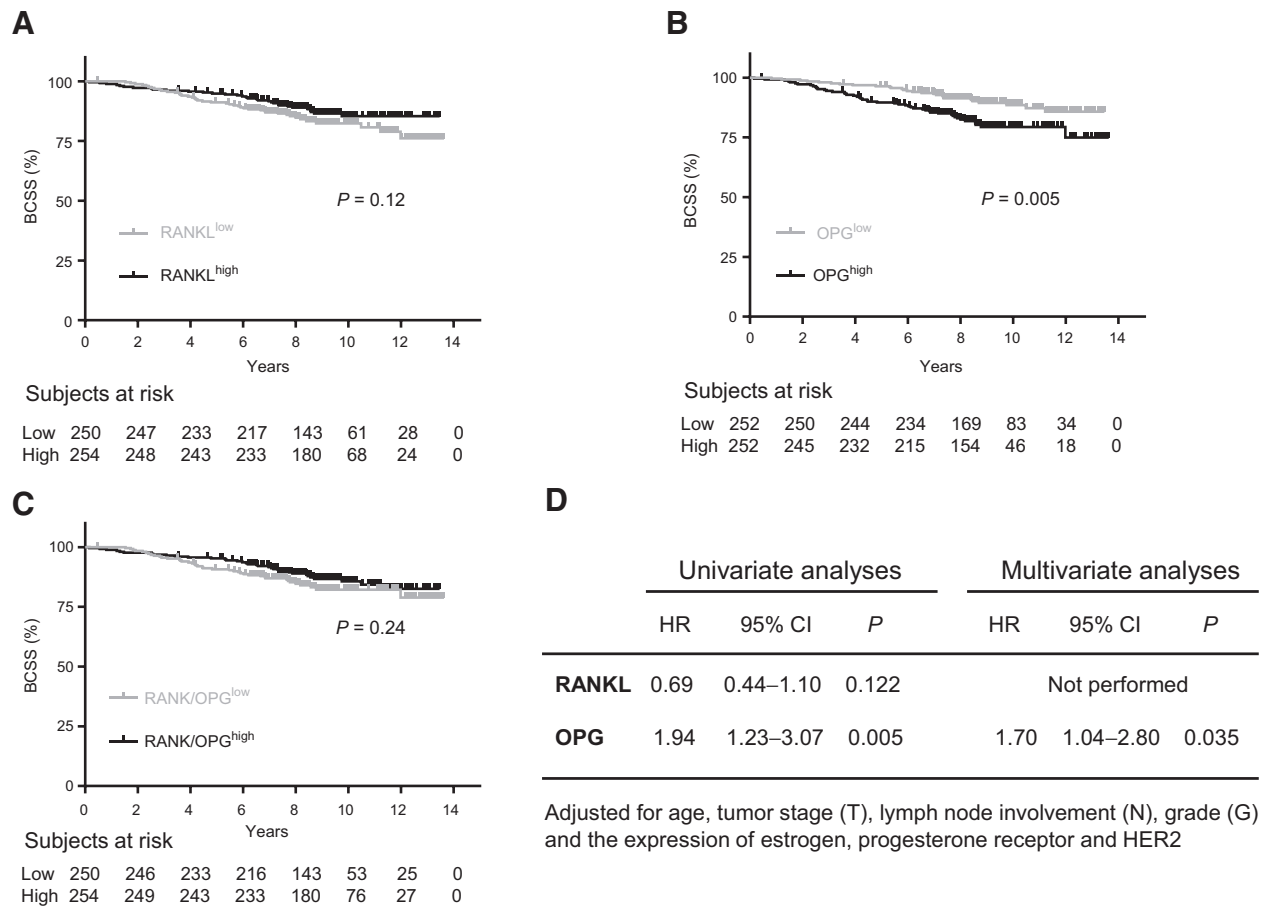 A
100
75
50
25
0
BCSS (%)
P = 0.12
RANKLlow
RANKLhigh
0 2 4 6 8 10 12 14
Years
Subjects at risk
Low 250 247 233 217 143 61 28 0
High 254 248 243 233 180 68 24 0
B
100
75
50
25
0
BCSS (%)
P = 0.005
OPGlow
OPGhigh
0 2 4 6 8 10 12 14
Years
Subjects at risk
Low 252 250 244 234 169 83 34 0
High 252 245 232 215 154 46 18 0
C
100
75
50
25
0
BCSS (%)
P = 0.24
RANK/OPGlow
RANK/OPGhigh
0 2 4 6 8 10 12 14
Years
Subjects at risk
Low 250 246 233 216 143 53 25 0
High 254 249 243 233 180 76 27 0
D
Univariate analyses Multivariate analyses
HR 95% CI P HR 95% CI P
RANKL 0.69 0.44–1.10 0.122 Not performed
OPG 1.94 1.23–3.07 0.005 1.70 1.04–2.80 0.035
Adjusted for age, tumor stage (T), lymph node involvement (N), grade (G)
and the expression of estrogen, progesterone receptor and HER2